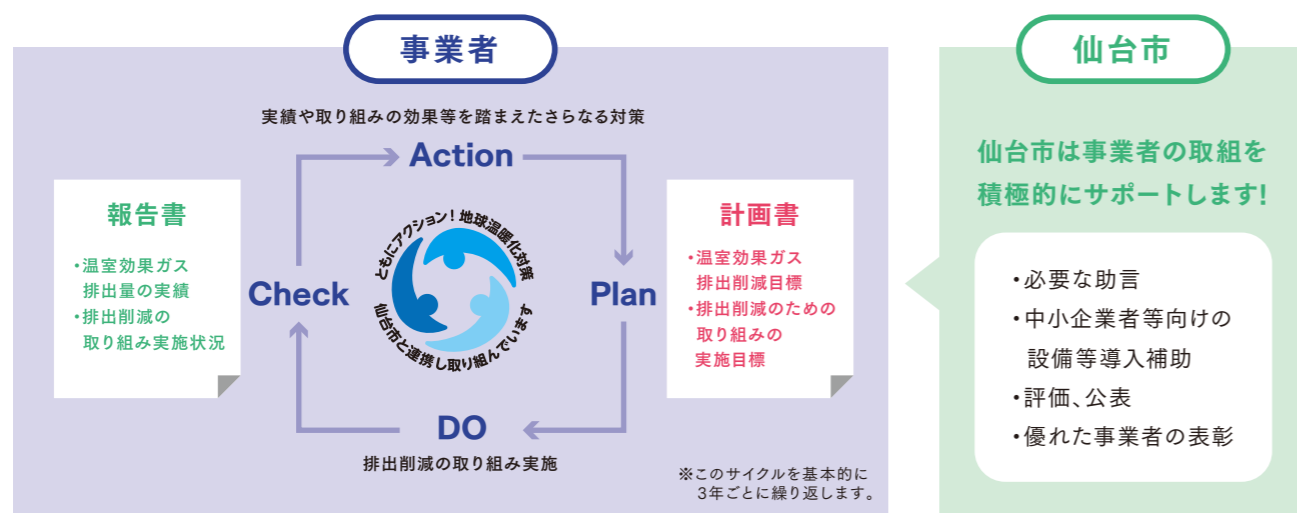 事業者
実績や取り組みの効果等を踏まえたさらなる対策
Action
報告書
・温室効果ガス
排出量の実績
・排出削減の
取り組み実施状況
Check
ともにアクション!地球温暖化対策
仙台市と連携し取り組んでいます
Plan
計画書
・温室効果ガス
排出削減目標
・排出削減のための
取り組みの
実施目標
DO
排出削減の取り組み実施
※このサイクルを基本的に
3年ごとに繰り返します。
仙台市
仙台市は事業者の取組を
積極的にサポートします!
・必要な助言
・中小企業者等向けの
設備等導入補助
・評価、公表
・優れた事業者の表彰